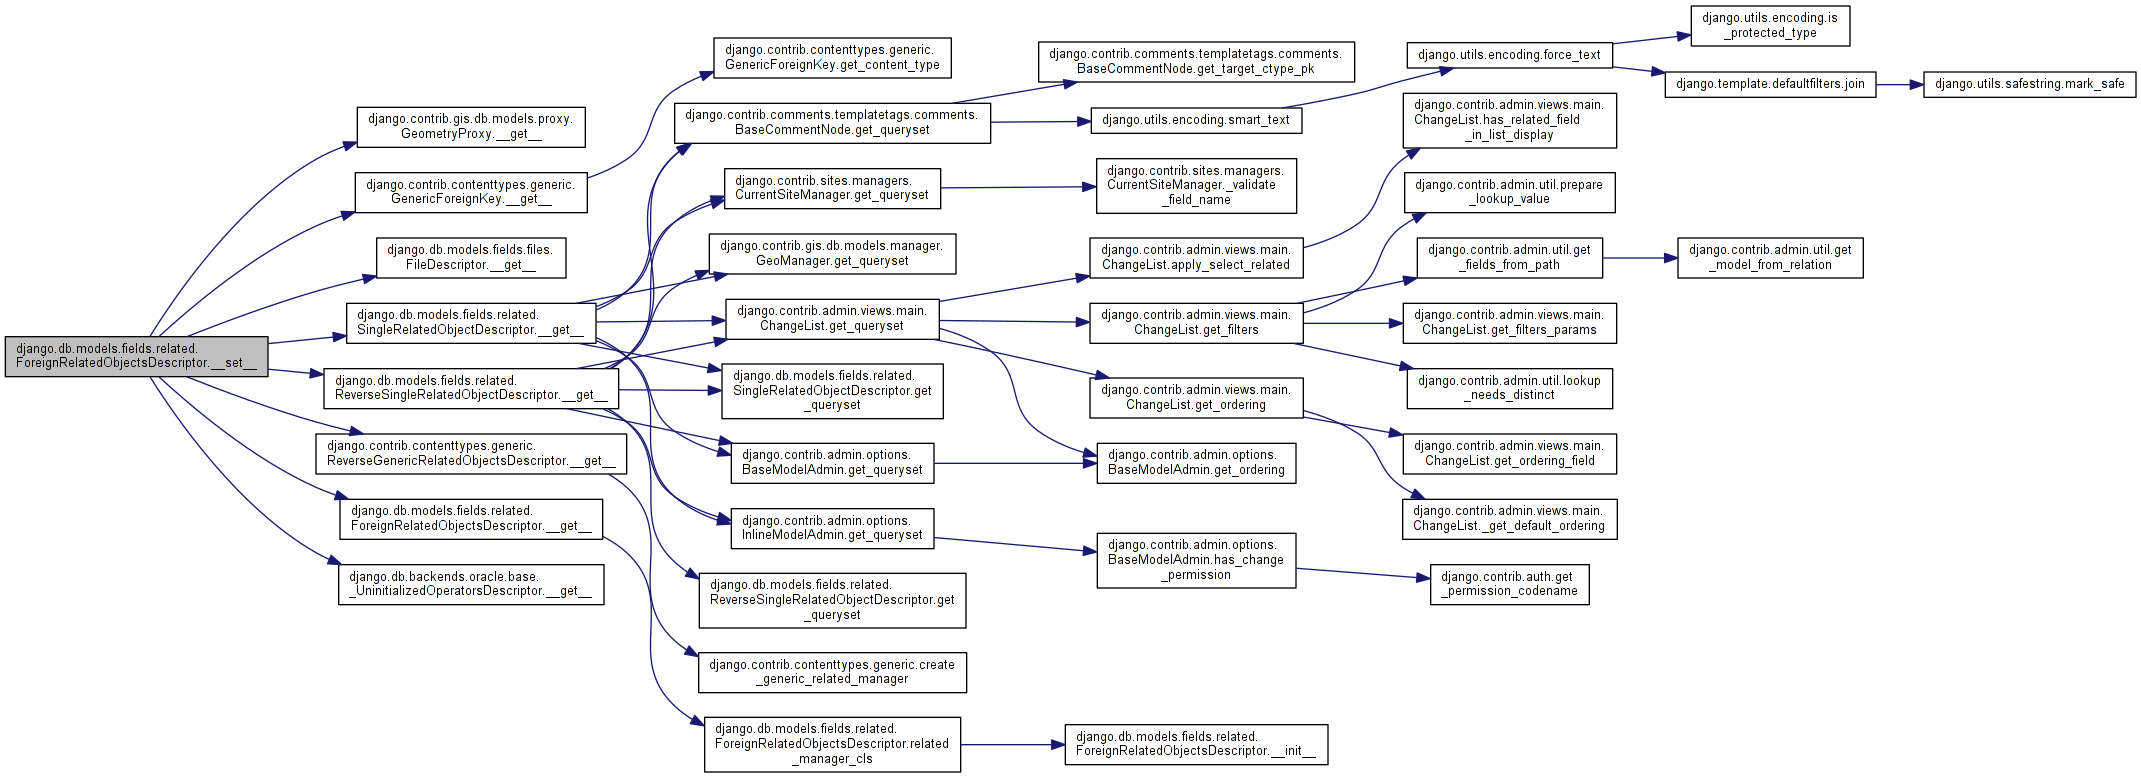 django.db.models.fields.related.
ForeignRelatedObjectsDescriptor.__set__
django.contrib.gis.db.models.proxy.
GeometryProxy.__get__
django.contrib.contenttypes.generic.
GenericForeignKey.__get__
django.db.models.fields.files.
FileDescriptor.__get__
django.db.models.fields.related.
SingleRelatedObjectDescriptor.__get__
django.db.models.fields.related.
ReverseSingleRelatedObjectDescriptor.__get__
django.contrib.contenttypes.generic.
ReverseGenericRelatedObjectsDescriptor.__get__
django.db.models.fields.related.
ForeignRelatedObjectsDescriptor.__get__
django.db.backends.oracle.base.
_UninitializedOperatorsDescriptor.__get__
django.contrib.contenttypes.generic.
GenericForeignKey.get_content_type
django.contrib.comments.templatetags.comments.
BaseCommentNode.get_queryset
django.contrib.sites.managers.
CurrentSiteManager.get_queryset
django.contrib.gis.db.models.manager.
GeoManager.get_queryset
django.contrib.admin.views.main.
ChangeList.get_queryset
django.db.models.fields.related.
SingleRelatedObjectDescriptor.get
_queryset
django.contrib.admin.options.
BaseModelAdmin.get_queryset
django.contrib.admin.options.
InlineModelAdmin.get_queryset
django.db.models.fields.related.
ReverseSingleRelatedObjectDescriptor.get
_queryset
django.contrib.contenttypes.generic.create
_generic_related_manager
django.db.models.fields.related.
ForeignRelatedObjectsDescriptor.related
_manager_cls
django.contrib.comments.templatetags.comments.
BaseCommentNode.get_target_ctype_pk
django.utils.encoding.smart_text
django.contrib.sites.managers.
CurrentSiteManager._validate
_field_name
django.contrib.admin.views.main.
ChangeList.apply_select_related
django.contrib.admin.views.main.
ChangeList.get_filters
django.contrib.admin.views.main.
ChangeList.get_ordering
django.contrib.admin.options.
BaseModelAdmin.get_ordering
django.contrib.admin.options.
BaseModelAdmin.has_change
_permission
django.db.models.fields.related.
ForeignRelatedObjectsDescriptor.__init__
django.utils.encoding.force_text
django.contrib.admin.views.main.
ChangeList.has_related_field
_in_list_display
django.contrib.admin.util.prepare
_lookup_value
django.contrib.admin.util.get
_fields_from_path
django.contrib.admin.views.main.
ChangeList.get_filters_params
django.contrib.admin.util.lookup
_needs_distinct
django.contrib.admin.views.main.
ChangeList.get_ordering_field
django.contrib.admin.views.main.
ChangeList._get_default_ordering
django.contrib.auth.get
_permission_codename
django.utils.encoding.is
_protected_type
django.template.defaultfilters.join
django.contrib.admin.util.get
_model_from_relation
django.utils.safestring.mark_safe